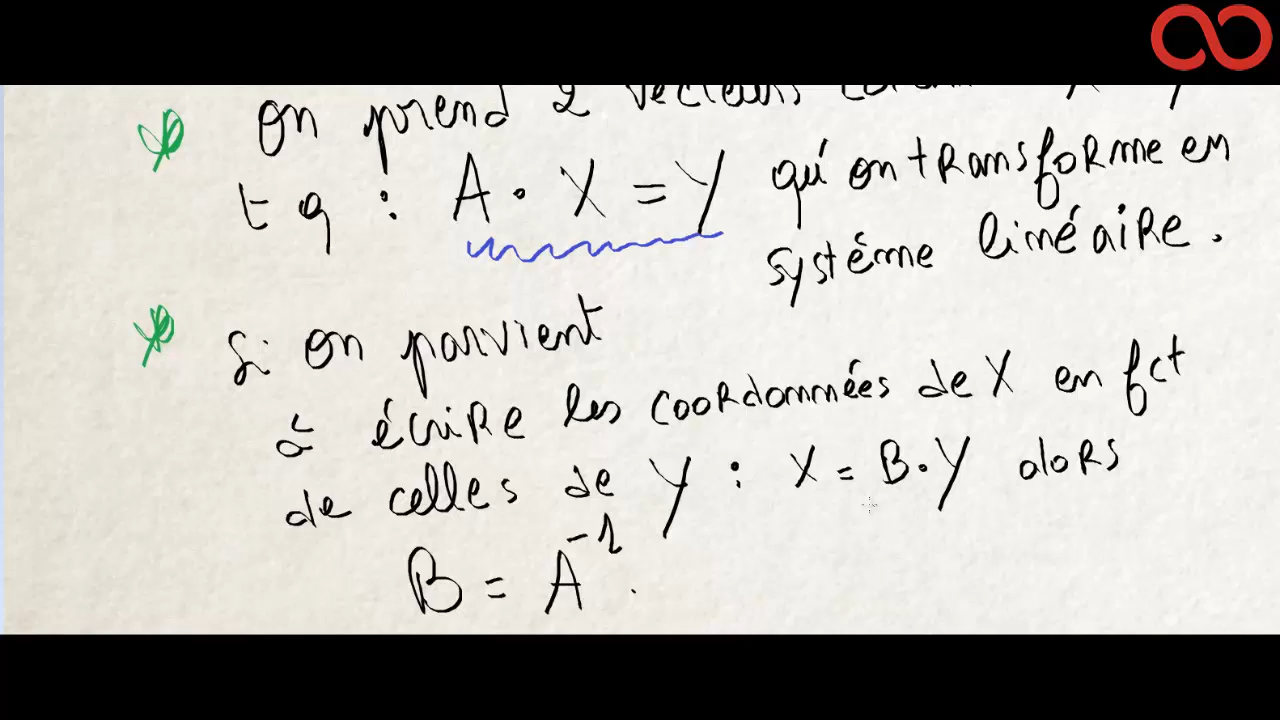 on prend 2 vecteurs
tq : A . X = Y qu'on transforme en
système linéaire .
Si on parvient
à écrire les coordonnées de X en fct
de celles de Y : X = B . Y alors
B = A⁻¹ .